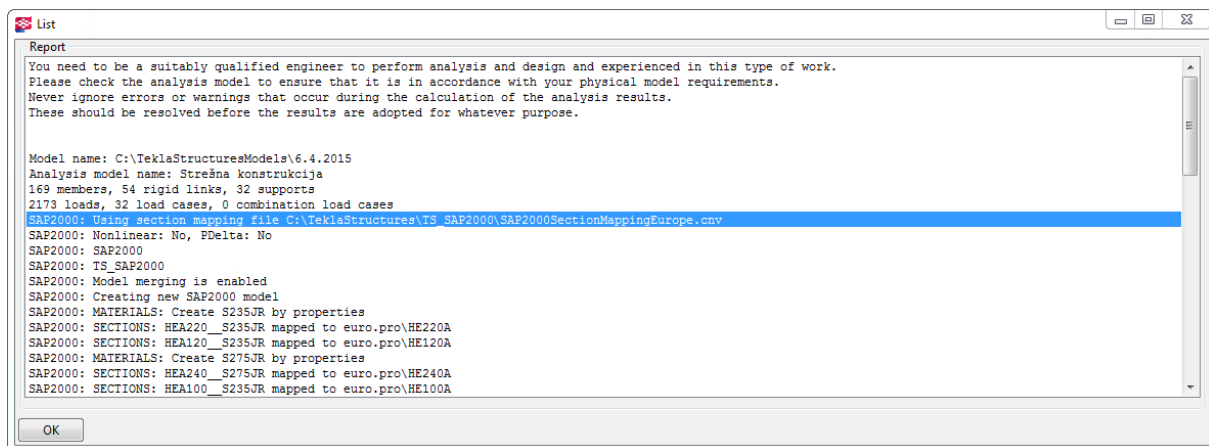 List
Report
You need to be a suitably qualified engineer to perform analysis and design and experienced in this type of work.
Please check the analysis model to ensure that it is in accordance with your physical model requirements.
Never ignore errors or warnings that occur during the calculation of the analysis results.
These should be resolved before the results are adopted for whatever purpose.
Model name: C:\TeklaStructuresModels\6.4.2015
Analysis model name: Strešna konstrukcija
169 members, 54 rigid links, 32 supports
2173 loads, 32 load cases, 0 combination load cases
SAP2000: Using section mapping file C:\TeklaStructures\TS_SAP2000\SAP2000SectionMappingEurope.cnv
SAP2000: Nonlinear: No, PDelta: No
SAP2000: SAP2000
SAP2000: TS_SAP2000
SAP2000: Model merging is enabled
SAP2000: Creating new SAP2000 model
SAP2000: MATERIALS: Create S235JR by properties
SAP2000: SECTIONS: HEA220__S235JR mapped to euro.pro\HE220A
SAP2000: SECTIONS: HEA120__S235JR mapped to euro.pro\HE120A
SAP2000: MATERIALS: Create S275JR by properties
SAP2000: SECTIONS: HEA240__S275JR mapped to euro.pro\HE240A
SAP2000: SECTIONS: HEA100__S235JR mapped to euro.pro\HE100A
OK